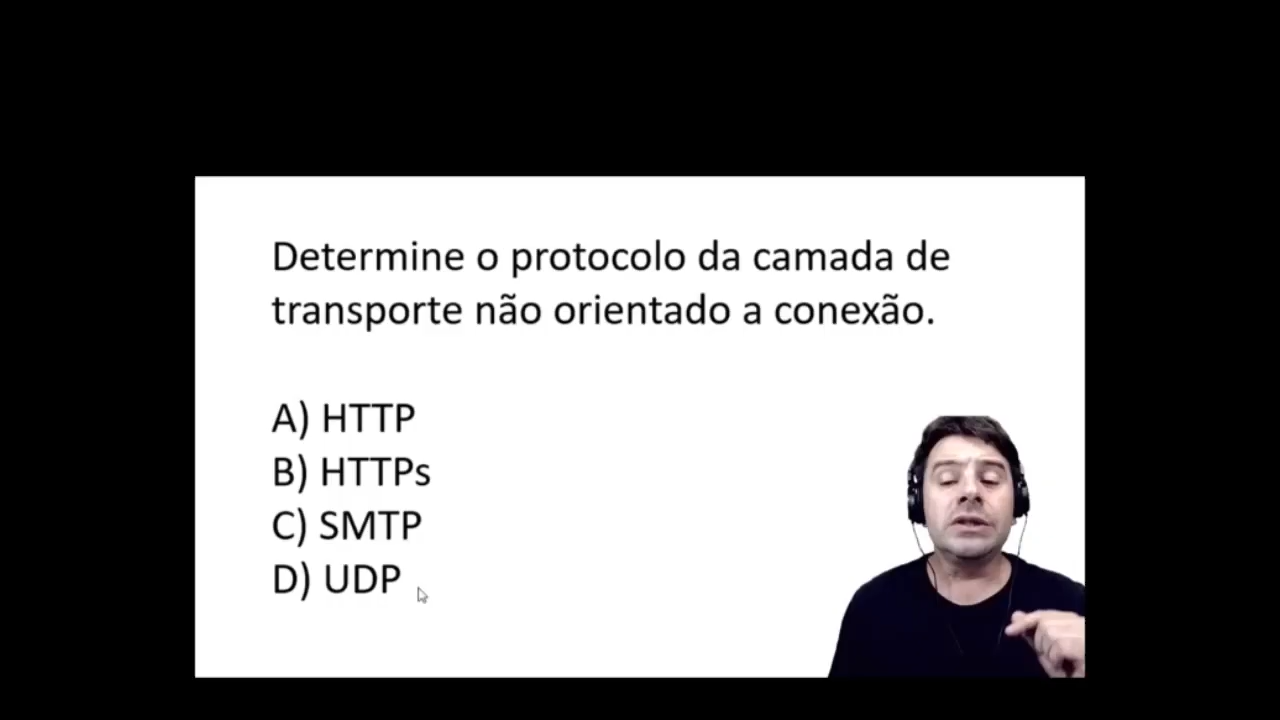 Determine o protocolo da camada de
transporte não orientado a conexão.
A) HTTP
B) HTTPs
C) SMTP
D) UDP